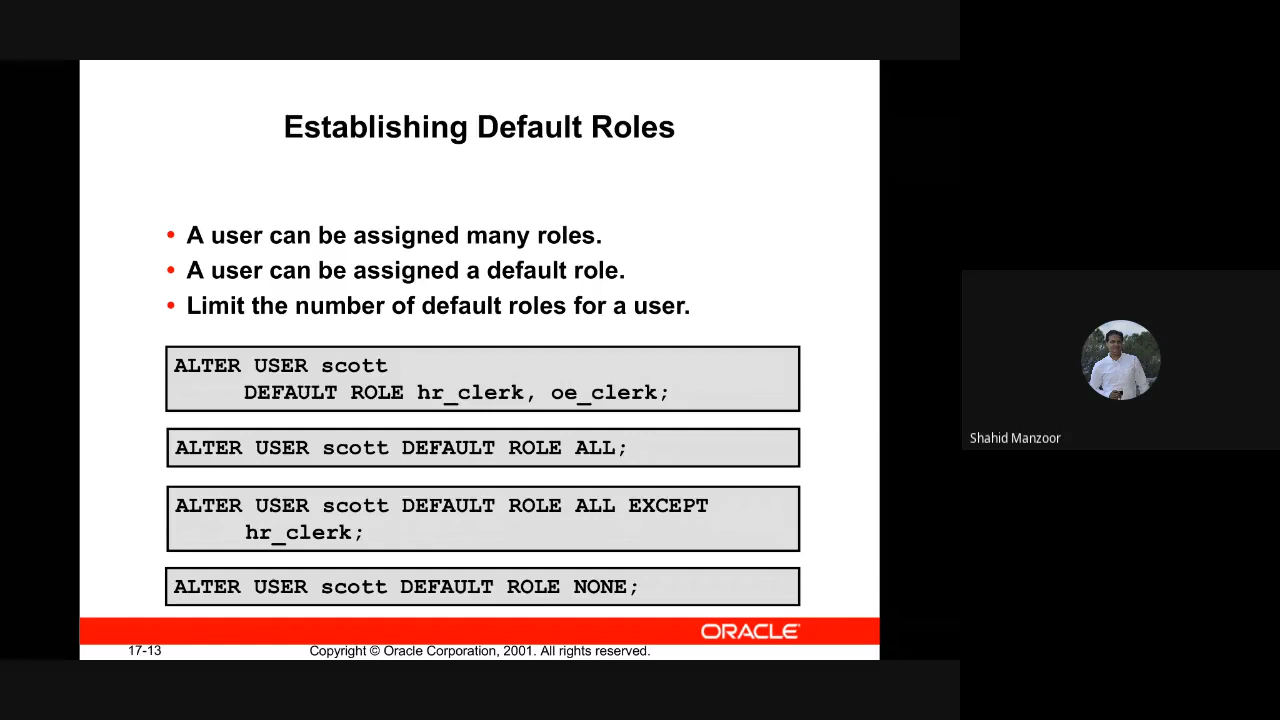 Establishing Default Roles
• A user can be assigned many roles.
• A user can be assigned a default role.
• Limit the number of default roles for a user.
ALTER USER scott
DEFAULT ROLE hr_clerk, oe_clerk;
ALTER USER scott DEFAULT ROLE ALL;
ALTER USER scott DEFAULT ROLE ALL EXCEPT
hr_clerk;
ALTER USER scott DEFAULT ROLE NONE;
ORACLE
17-13 Copyright © Oracle Corporation, 2001. All rights reserved.
Shahid Manzoor